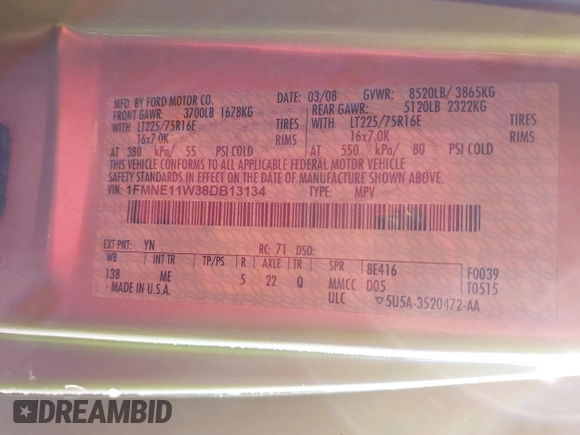 MFD. BY FORD MOTOR CO.
DATE: 03/08 GVWR: 8520LB/ 3865KG
FRONT GAWR: 3700LB 1678KG
REAR GAWR: 5120LB 2322KG
WITH LT225/75R16E TIRES
WITH LT225/75R16E TIRES
16x7.0K RIMS
16x7.0K RIMS
AT 380 kPa/ 55 PSI COLD
AT 550 kPa/ 80 PSI COLD
THIS VEHICLE CONFORMS TO ALL APPLICABLE FEDERAL MOTOR VEHICLE
SAFETY STANDARDS IN EFFECT ON THE DATE OF MANUFACTURE SHOWN ABOVE.
VIN: 1FMNE11W38DB13134 TYPE: MPV
EXT PNT: YN RC: 71 DSO:
WB INT TR TP/PS R AXLE TR SPR 8E416 F0039
138 ME 5 22 Q MMCC D05 T0515
MADE IN U.S.A. ULC ▽5U5A-3520472-AA
DREAMBID